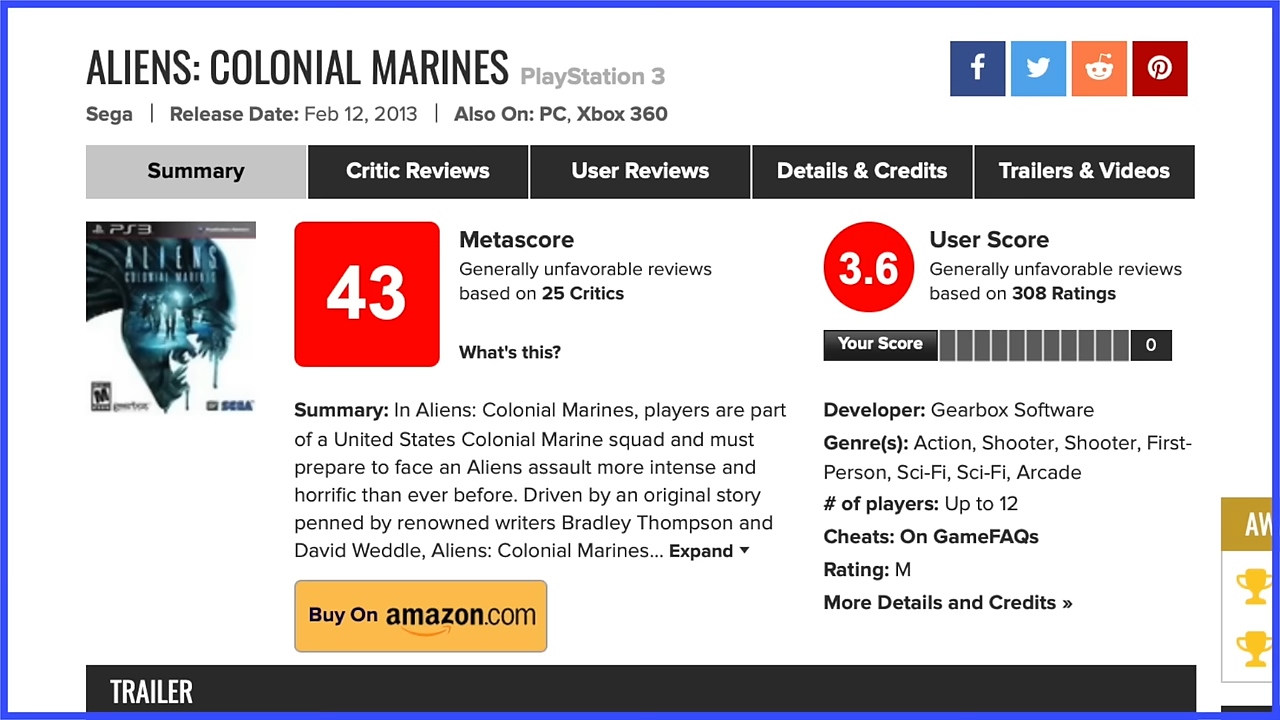 ALIENS: COLONIAL MARINES PlayStation 3
Sega | Release Date: Feb 12, 2013 | Also On: PC, Xbox 360
Summary
Critic Reviews
User Reviews
Details & Credits
Trailers & Videos
PS3
ALIENS
COLONIAL MARINES
M
gearbox
SEGA
43
Metascore
Generally unfavorable reviews
based on 25 Critics
What's this?
3.6
User Score
Generally unfavorable reviews
based on 308 Ratings
Your Score
0
Summary: In Aliens: Colonial Marines, players are part
of a United States Colonial Marine squad and must
prepare to face an Aliens assault more intense and
horrific than ever before. Driven by an original story
penned by renowned writers Bradley Thompson and
David Weddle, Aliens: Colonial Marines... Expand
Buy On amazon.com
Developer: Gearbox Software
Genre(s): Action, Shooter, Shooter, First-
Person, Sci-Fi, Sci-Fi, Arcade
# of players: Up to 12
Cheats: On GameFAQs
Rating: M
More Details and Credits »
AW
TRAILER